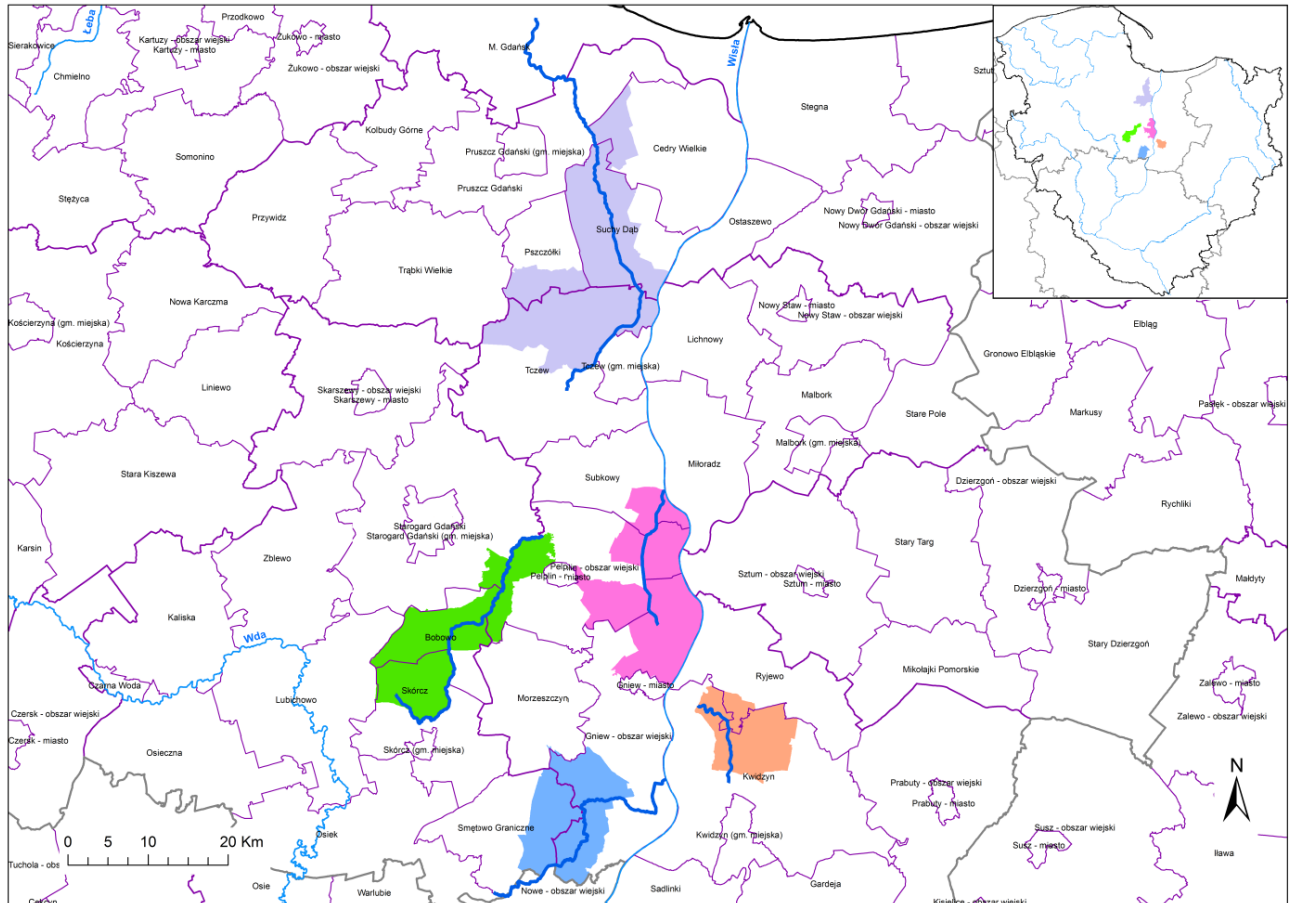 Łeba
Przodkowo
Sierakowice
Kartuzy - obszar wiejski
Kartuzy - miasto
Żukowo - miasto
Żukowo - obszar wiejski
Chmielno
M. Gdańsk
Wisła
Sztut
Stegna
Kolbudy Górne
Pruszcz Gdański (gm. miejska)
Cedry Wielkie
Somonino
Pruszcz Gdański
Stężyca
Przywidz
Ostaszewo
Nowy Dwór Gdański - miasto
Nowy Dwór Gdański - obszar wiejski
Suchy Dąb
Pszczółki
Trąbki Wielkie
Nowa Karczma
Nowy Staw - miasto
Nowy Staw - obszar wiejski
Kościerzyna (gm. miejska)
Kościerzyna
Elbląg
Lichnowy
Gronowo Elbląskie
Tczew
Tczew (gm. miejska)
Liniewo
Skarszewy - obszar wiejski
Skarszewy - miasto
Malbork
Stare Pole
Markusy
Pasłęk - obszar wiejski
Malbork (gm. miejska)
Miłoradz
Stara Kiszewa
Subkowy
Dzierzgoń - obszar wiejski
Rychliki
Starogard Gdański
Starogard Gdański (gm. miejska)
Karsin
Zblewo
Stary Targ
Pelplin - obszar wiejski
Pelplin - miasto
Sztum - obszar wiejski
Sztum - miasto
Dzierzgoń - miasto
Małdyty
Kaliska
Wda
Bobowo
Stary Dzierzgoń
Mikołajki Pomorskie
Ryjewo
Czarna Woda
Skórcz
Gniew - miasto
Zalewo - miasto
Lubichowo
Morzeszczyn
Czersk - obszar wiejski
Zalewo - obszar wiejski
Czersk - miasto
Osieczna
Skórcz (gm. miejska)
Gniew - obszar wiejski
Kwidzyn
Prabuty - obszar wiejski
Prabuty - miasto
N
Smętowo Graniczne
Kwidzyn (gm. miejska)
Susz - obszar wiejski
Susz - miasto
Osiek
0 5 10 20 Km
Iława
Tuchola - obs
Osie
Warlubie
Nowe - obszar wiejski
Sadlinki
Gardeja
Kisielice - obszar wiejski